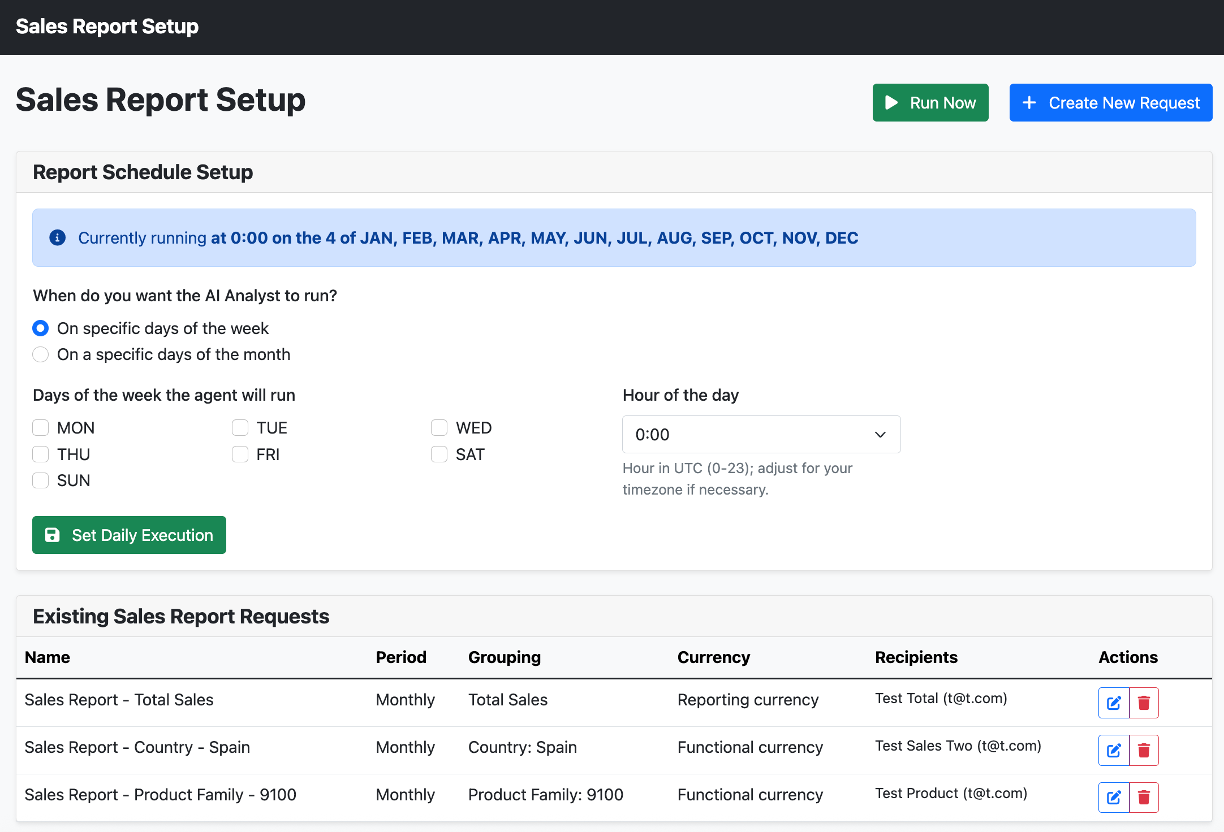 Sales Report Setup
Sales Report Setup
Run Now
Create New Request
Report Schedule Setup
Currently running at 0:00 on the 4 of JAN, FEB, MAR, APR, MAY, JUN, JUL, AUG, SEP, OCT, NOV, DEC
When do you want the AI Analyst to run?
On specific days of the week
On a specific days of the month
Days of the week the agent will run
MON TUE WED
THU FRI SAT
SUN
Hour of the day
0:00
Hour in UTC (0-23); adjust for your
timezone if necessary.
Set Daily Execution
Existing Sales Report Requests
Name Period Grouping Currency Recipients Actions
Sales Report - Total Sales Monthly Total Sales Reporting currency Test Total (t@t.com)
Sales Report - Country - Spain Monthly Country: Spain Functional currency Test Sales Two (t@t.com)
Sales Report - Product Family - 9100 Monthly Product Family: 9100 Functional currency Test Product (t@t.com)